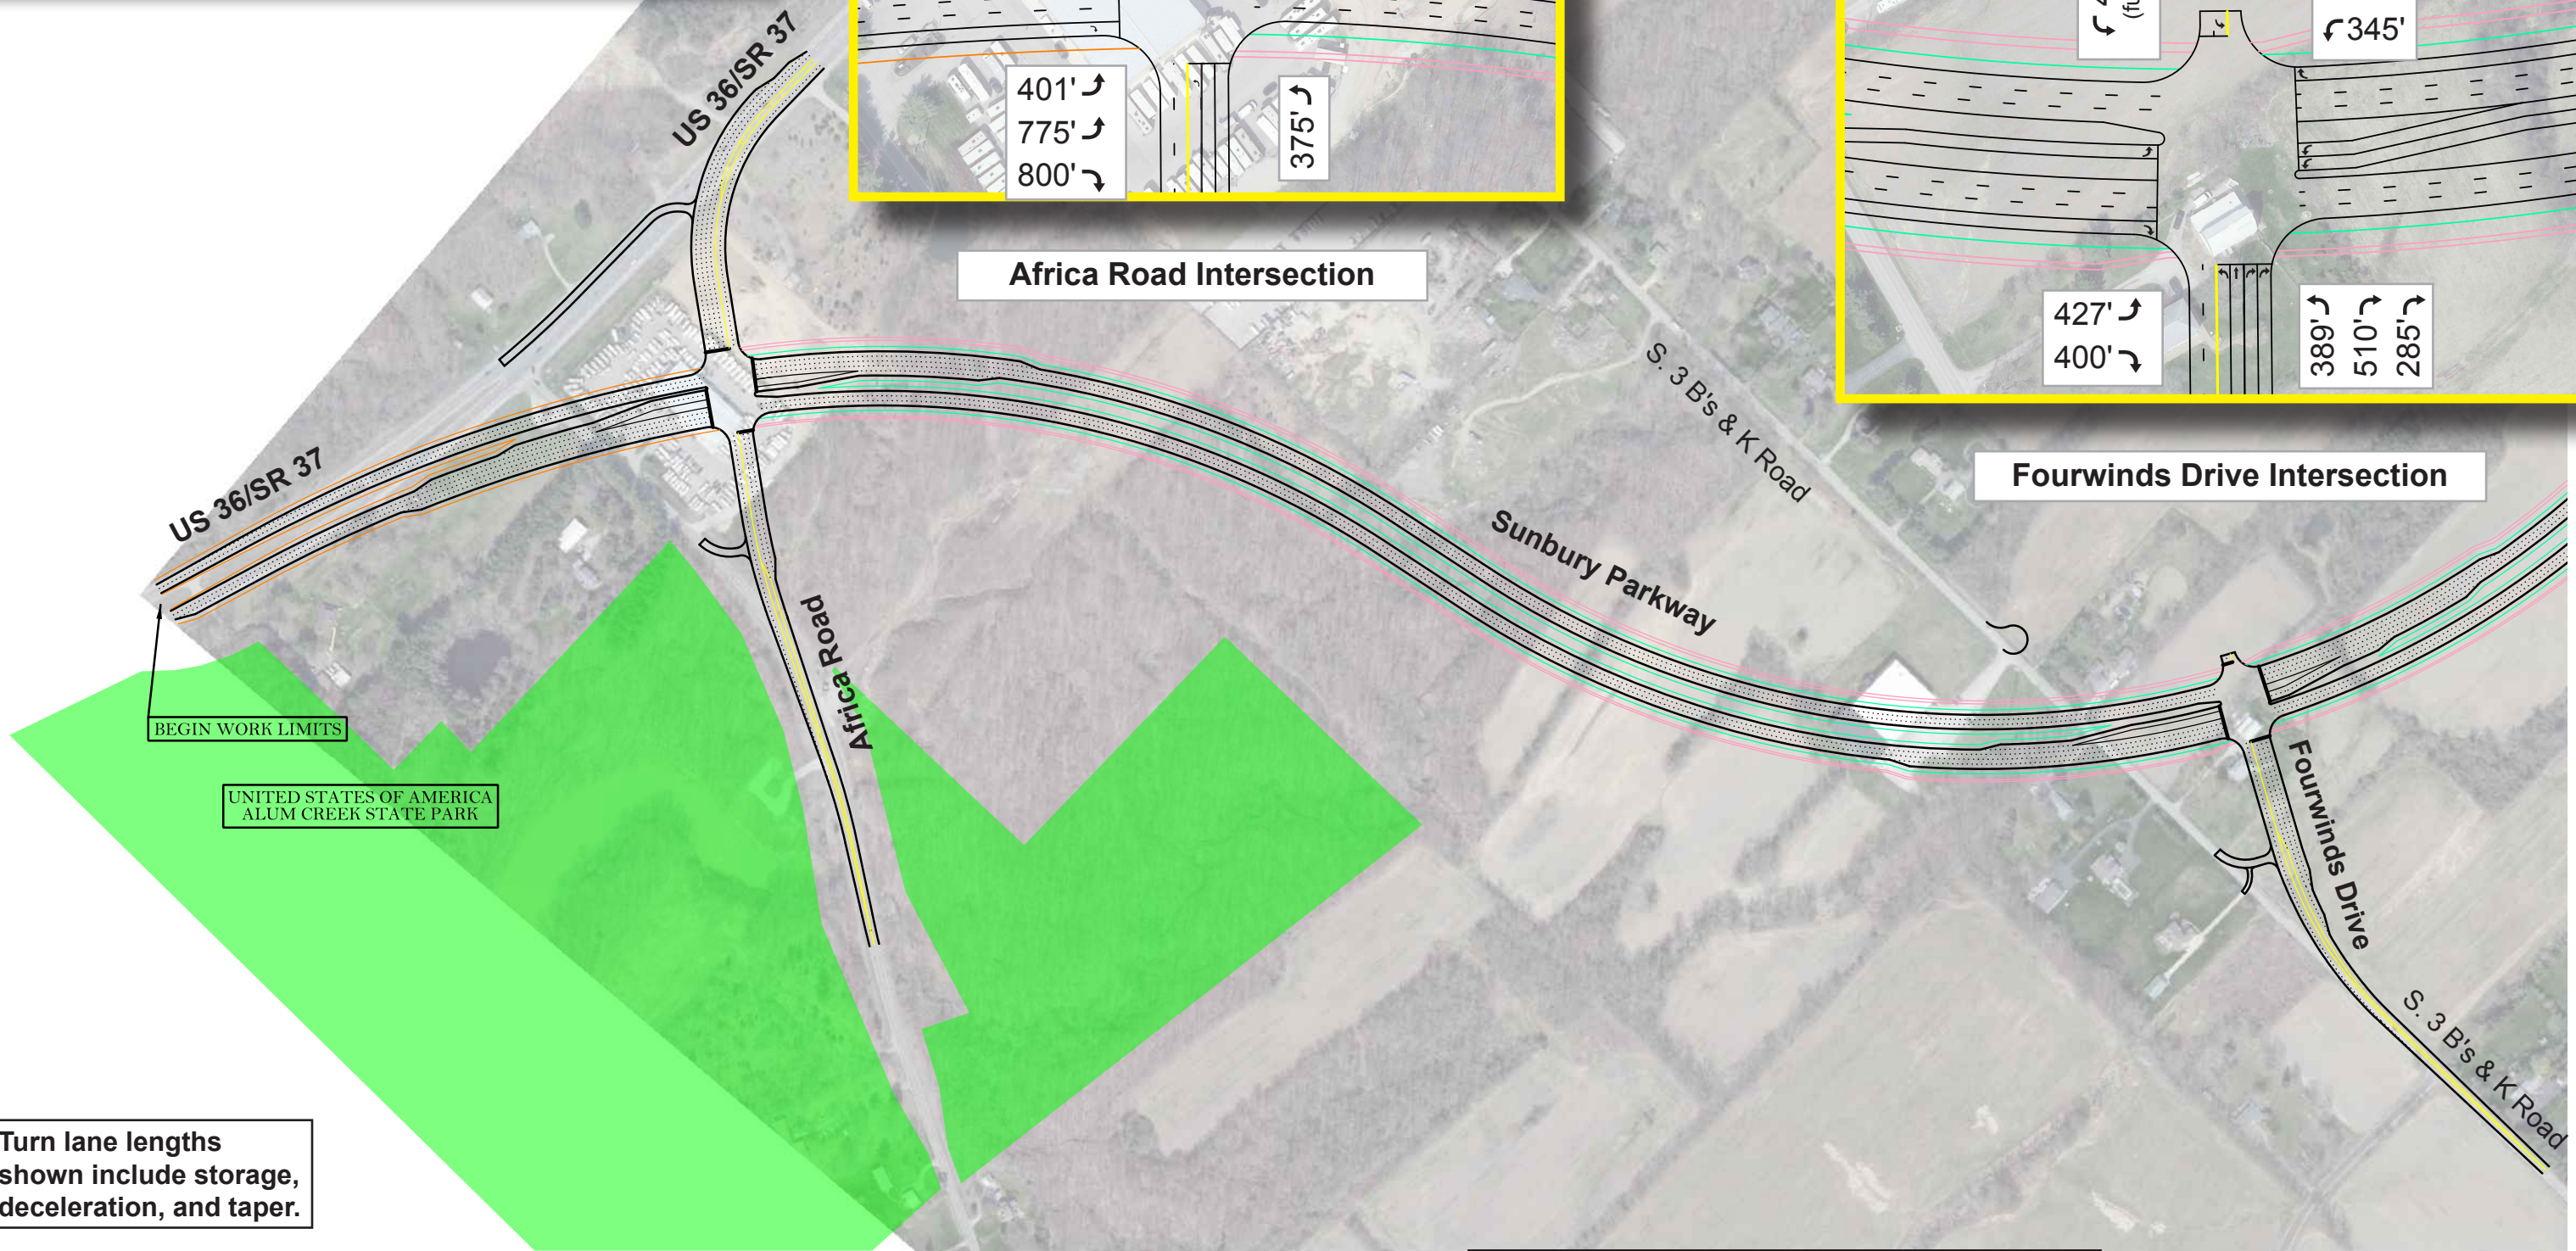 US 36/SR 37
401'
775'
800'
375'
Africa Road Intersection
345'
427'
400'
389'
510'
285'
Fourwinds Drive Intersection
S. 3 B's & K Road
US 36/SR 37
Sunbury Parkway
Africa Road
BEGIN WORK LIMITS
UNITED STATES OF AMERICA
ALUM CREEK STATE PARK
Fourwinds Drive
S. 3 B's & K Road
Turn lane lengths
shown include storage,
deceleration, and taper.